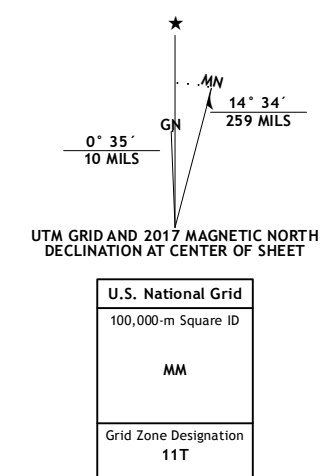 ★
MN
GN
14° 34´
259 MILS
0° 35´
10 MILS
UTM GRID AND 2017 MAGNETIC NORTH
DECLINATION AT CENTER OF SHEET
U.S. National Grid
100,000-m Square ID
MM
Grid Zone Designation
11T